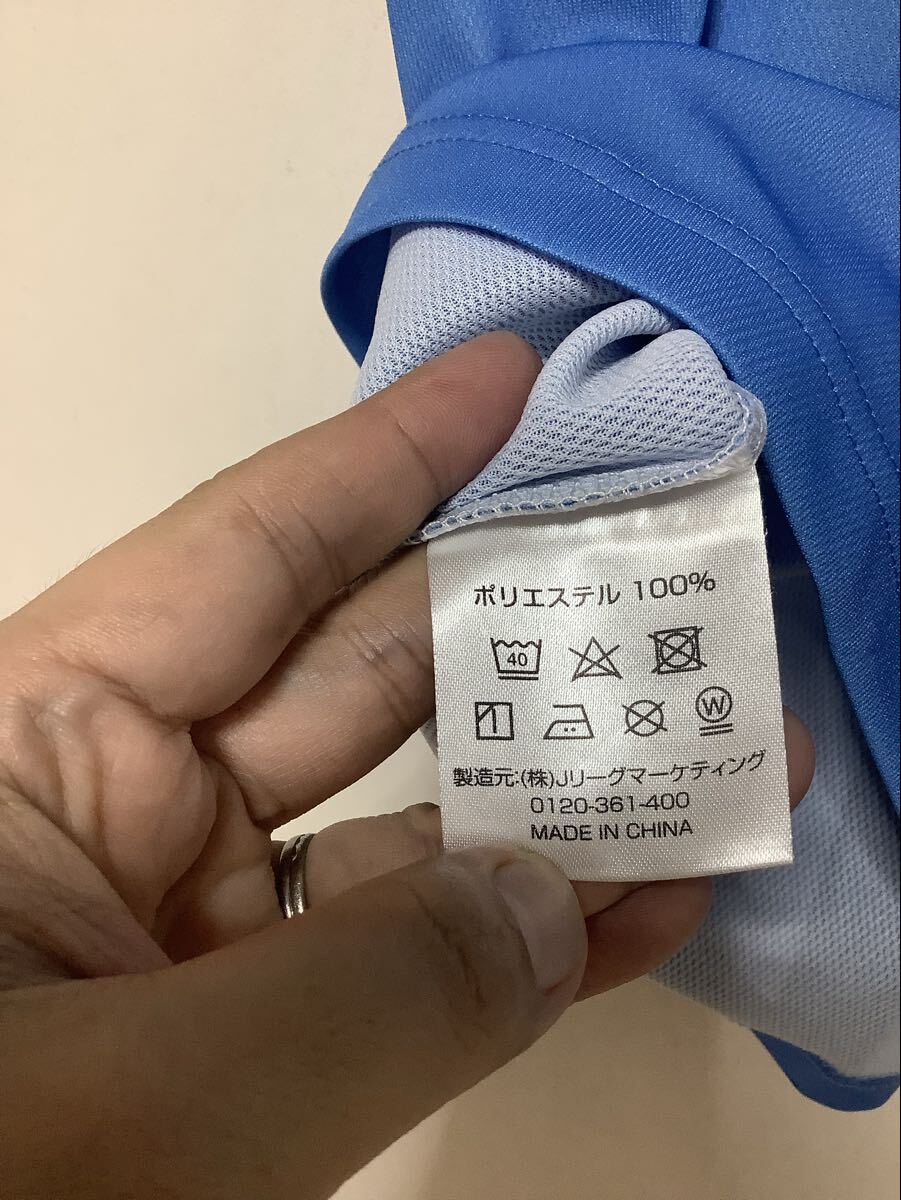 ポリエステル 100%
40
W
製造元:(株)Jリーグマーケティング
0120-361-400
MADE IN CHINA